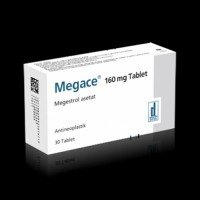 Megace® 160 mg Tablet
Megestrol asetat
Antineoplastik
30 Tablet